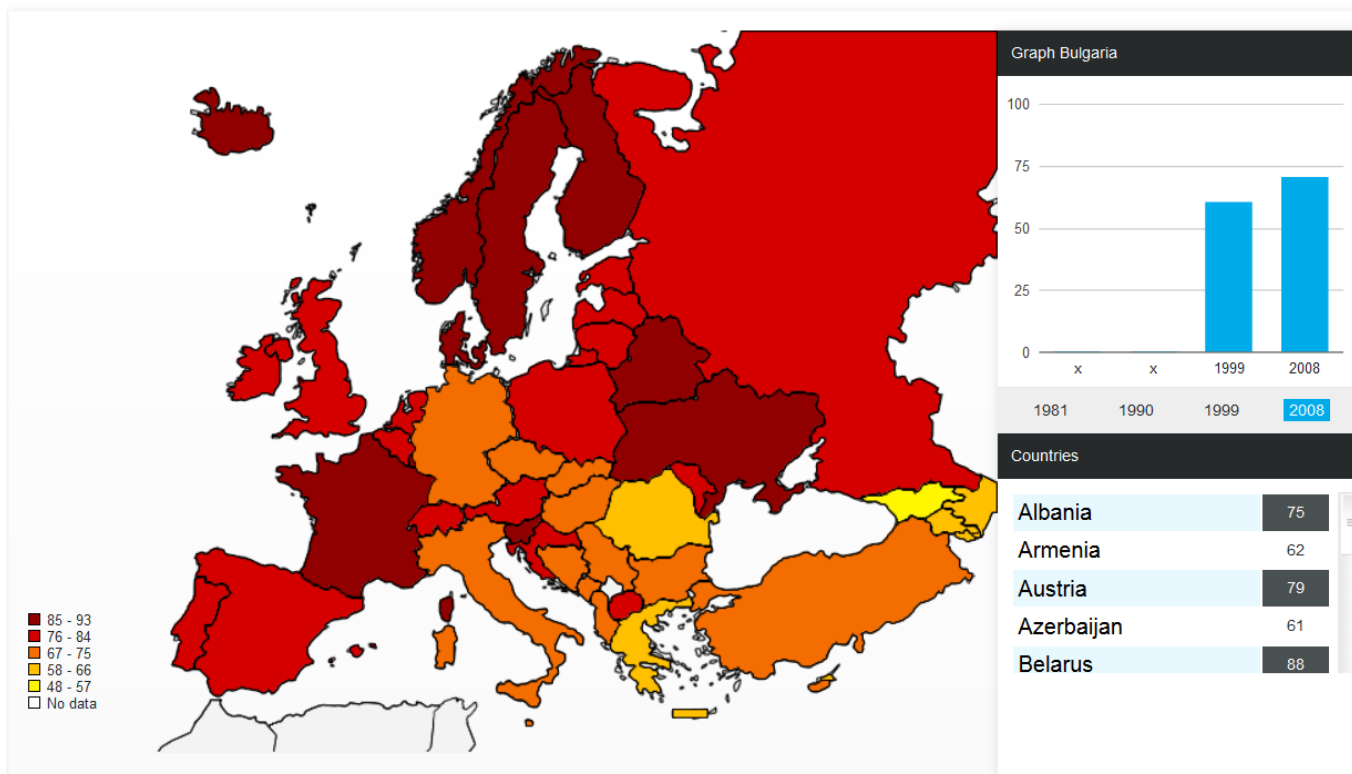 85 - 93
76 - 84
67 - 75
58 - 66
48 - 57
No data
Graph Bulgaria
100
75
50
25
0
x x 1999 2008
1981 1990 1999 2008
Countries
Albania 75
Armenia 62
Austria 79
Azerbaijan 61
Belarus 88